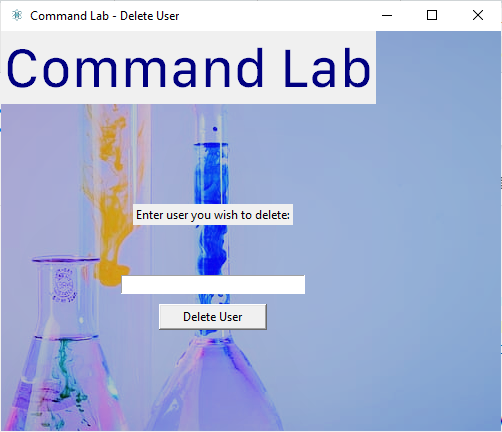 Command Lab - Delete User
Command Lab
Enter user you wish to delete:
Delete User